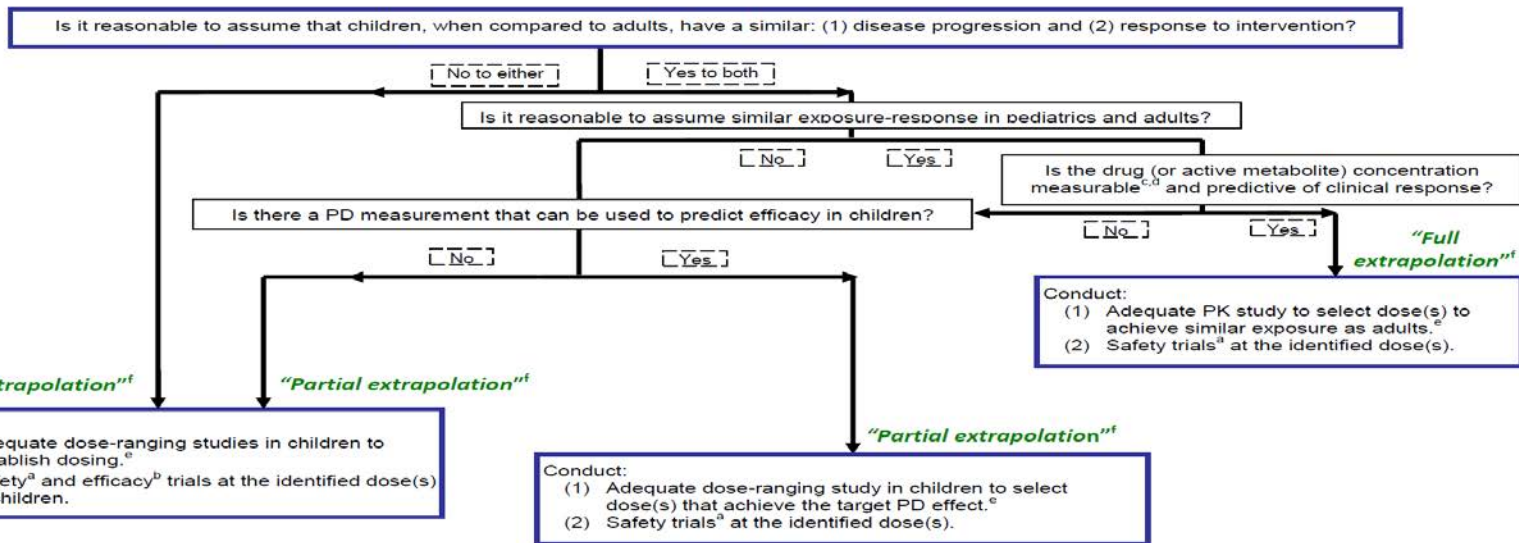 Is it reasonable to assume that children, when compared to adults, have a similar: (1) disease progression and (2) response to intervention?
No to either
Yes to both
Is it reasonable to assume similar exposure-response in pediatrics and adults?
No
Yes
Is the drug (or active metabolite) concentration
measurable^c,d and predictive of clinical response?
Is there a PD measurement that can be used to predict efficacy in children?
No
Yes
No
Yes
“Full
extrapolation”^f
Conduct:
(1) Adequate PK study to select dose(s) to
achieve similar exposure as adults.^e
(2) Safety trials^a at the identified dose(s).
trapolation”^f
“Partial extrapolation”^f
equate dose-ranging studies in children to
ablish dosing.^e
ety^a and efficacy^b trials at the identified dose(s)
children.
“Partial extrapolation”^f
Conduct:
(1) Adequate dose-ranging study in children to select
dose(s) that achieve the target PD effect.^e
(2) Safety trials^a at the identified dose(s).